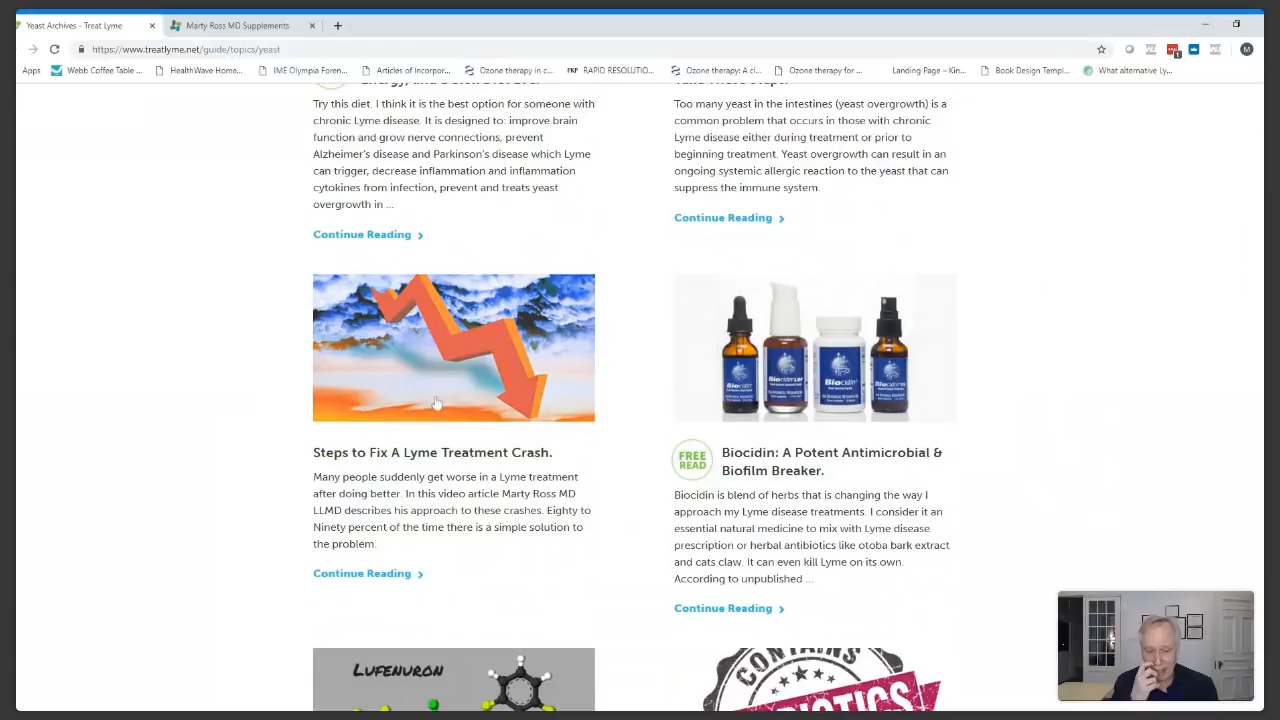 Yeast Archives - Treat Lyme
Marty Ross MD Supplements
https://www.treatlyme.net/guide/topics/yeast
Apps
Webb Coffee Table ...
HealthWave Home...
IME Olympia Foren...
Articles of Incorpor...
Ozone therapy in c...
FKP RAPID RESOLUTIO...
Ozone therapy: A cl...
Ozone therapy for ...
Landing Page – Kin...
Book Design Templ...
What alternative Ly...
M
Try this diet. I think it is the best option for someone with
chronic Lyme disease. It is designed to: improve brain
function and grow nerve connections, prevent
Alzheimer's disease and Parkinson's disease which Lyme
can trigger, decrease inflammation and inflammation
cytokines from infection, prevent and treats yeast
overgrowth in ...
Continue Reading
Too many yeast in the intestines (yeast overgrowth) is a
common problem that occurs in those with chronic
Lyme disease either during treatment or prior to
beginning treatment. Yeast overgrowth can result in an
ongoing systemic allergic reaction to the yeast that can
suppress the immune system.
Continue Reading
Steps to Fix A Lyme Treatment Crash.
Many people suddenly get worse in a Lyme treatment
after doing better. In this video article Marty Ross MD
LLMD describes his approach to these crashes. Eighty to
Ninety percent of the time there is a simple solution to
the problem.
Continue Reading
Biocidin
Biocidin LSF
Biocidin
Biocidin
FREE
READ
Biocidin: A Potent Antimicrobial &
Biofilm Breaker.
Biocidin is blend of herbs that is changing the way I
approach my Lyme disease treatments. I consider it an
essential natural medicine to mix with Lyme disease
prescription or herbal antibiotics like otoba bark extract
and cats claw. It can even kill Lyme on its own.
According to unpublished ...
Continue Reading
LUFENURON
CONTAINS